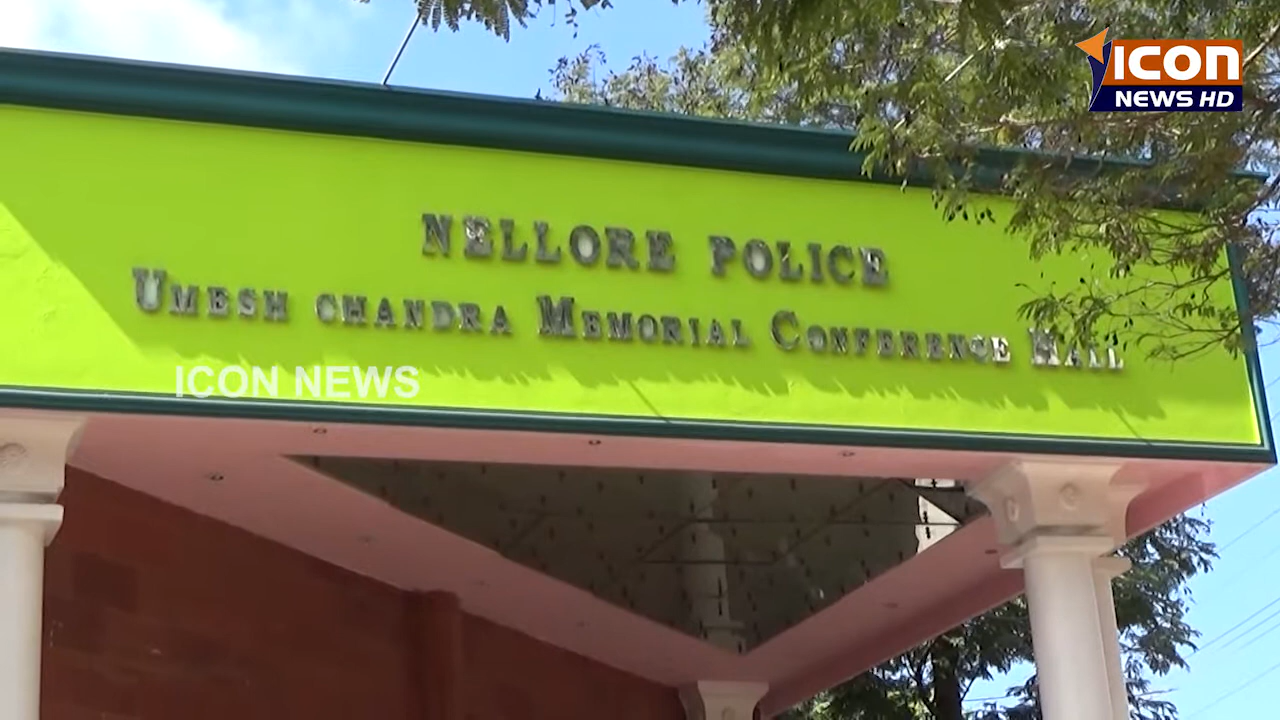 ICON
NEWS HD
NELLORE POLICE
UMESH CHANDRA MEMORIAL CONFERENCE HALL
ICON NEWS